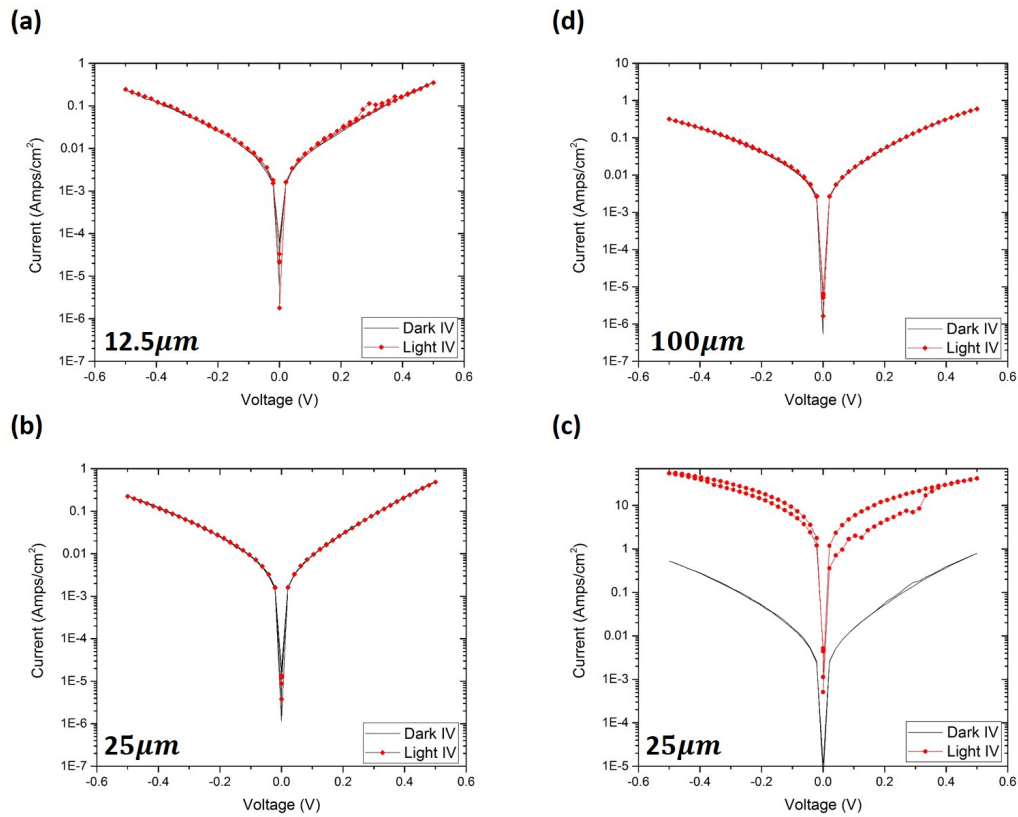 (a)
1
0.1
0.01
1E-3
1E-4
1E-5
1E-6
1E-7
Current (Amps/cm²)
12.5μm
Dark IV
Light IV
-0.6 -0.4 -0.2 0.0 0.2 0.4 0.6
Voltage (V)
(d)
10
1
0.1
0.01
1E-3
1E-4
1E-5
1E-6
1E-7
Current (Amps/cm²)
100μm
Dark IV
Light IV
-0.6 -0.4 -0.2 0.0 0.2 0.4 0.6
Voltage (V)
(b)
1
0.1
0.01
1E-3
1E-4
1E-5
1E-6
1E-7
Current (Amps/cm²)
25μm
Dark IV
Light IV
-0.6 -0.4 -0.2 0.0 0.2 0.4 0.6
Voltage (V)
(c)
10
1
0.1
0.01
1E-3
1E-4
1E-5
Current (Amps/cm²)
25μm
Dark IV
Light IV
-0.6 -0.4 -0.2 0.0 0.2 0.4 0.6
Voltage (V)